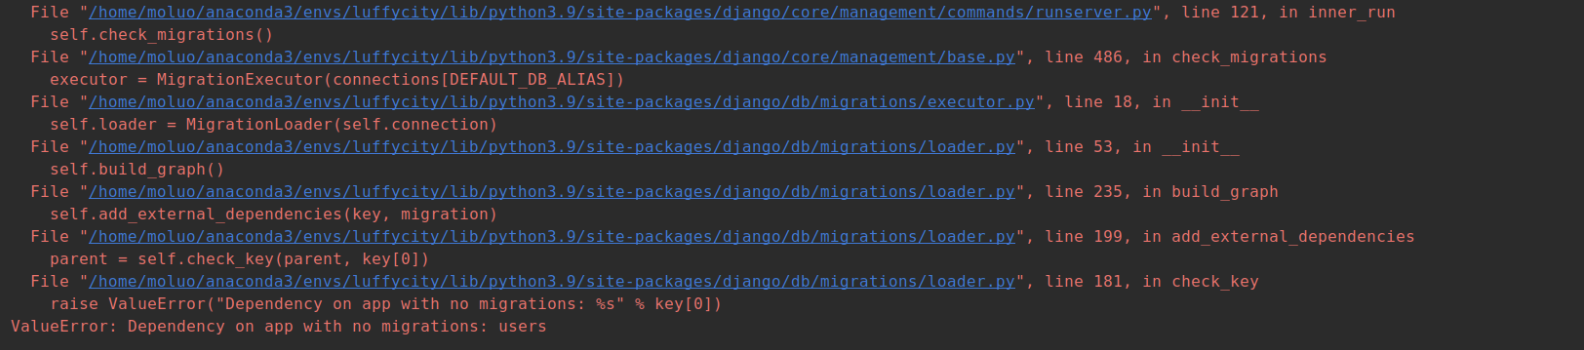 File "/home/moluo/anaconda3/envs/luffycity/lib/python3.9/site-packages/django/core/management/commands/runserver.py", line 121, in inner_run
self.check_migrations()
File "/home/moluo/anaconda3/envs/luffycity/lib/python3.9/site-packages/django/core/management/base.py", line 486, in check_migrations
executor = MigrationExecutor(connections[DEFAULT_DB_ALIAS])
File "/home/moluo/anaconda3/envs/luffycity/lib/python3.9/site-packages/django/db/migrations/executor.py", line 18, in __init__
self.loader = MigrationLoader(self.connection)
File "/home/moluo/anaconda3/envs/luffycity/lib/python3.9/site-packages/django/db/migrations/loader.py", line 53, in __init__
self.build_graph()
File "/home/moluo/anaconda3/envs/luffycity/lib/python3.9/site-packages/django/db/migrations/loader.py", line 235, in build_graph
self.add_external_dependencies(key, migration)
File "/home/moluo/anaconda3/envs/luffycity/lib/python3.9/site-packages/django/db/migrations/loader.py", line 199, in add_external_dependencies
parent = self.check_key(parent, key[0])
File "/home/moluo/anaconda3/envs/luffycity/lib/python3.9/site-packages/django/db/migrations/loader.py", line 181, in check_key
raise ValueError("Dependency on app with no migrations: %s" % key[0])
ValueError: Dependency on app with no migrations: users